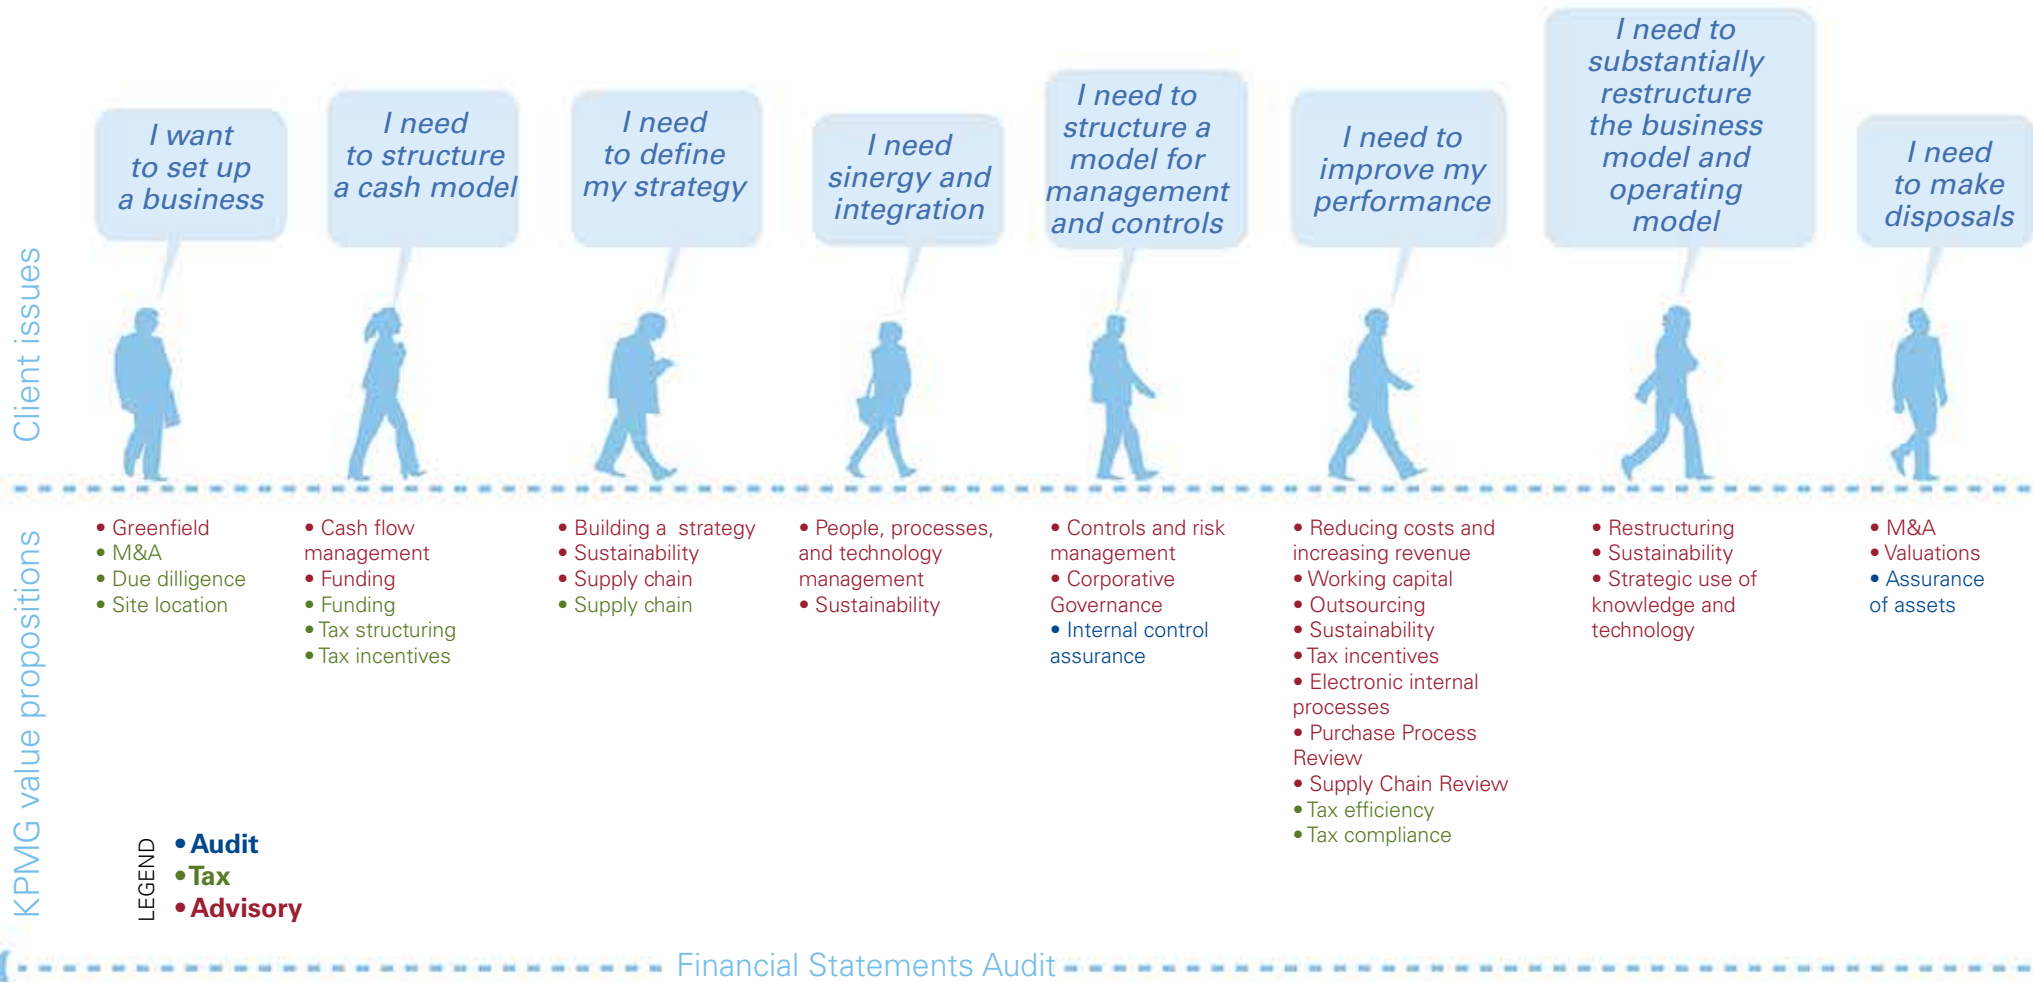 I want
to set up
a business
I need
to structure
a cash model
I need
to define
my strategy
I need
sinergy and
integration
I need to
structure a
model for
management
and controls
I need to
improve my
performance
I need to
substantially
restructure
the business
model and
operating
model
I need
to make
disposals
Client issues
KPMG value propositions
• Greenfield
• M&A
• Due dilligence
• Site location
• Cash flow
management
• Funding
• Funding
• Tax structuring
• Tax incentives
• Building a strategy
• Sustainability
• Supply chain
• Supply chain
• People, processes,
and technology
management
• Sustainability
• Controls and risk
management
• Corporative
Governance
• Internal control
assurance
• Reducing costs and
increasing revenue
• Working capital
• Outsourcing
• Sustainability
• Tax incentives
• Electronic internal
processes
• Purchase Process
Review
• Supply Chain Review
• Tax efficiency
• Tax compliance
• Restructuring
• Sustainability
• Strategic use of
knowledge and
technology
• M&A
• Valuations
• Assurance
of assets
LEGEND
• Audit
• Tax
• Advisory
Financial Statements Audit